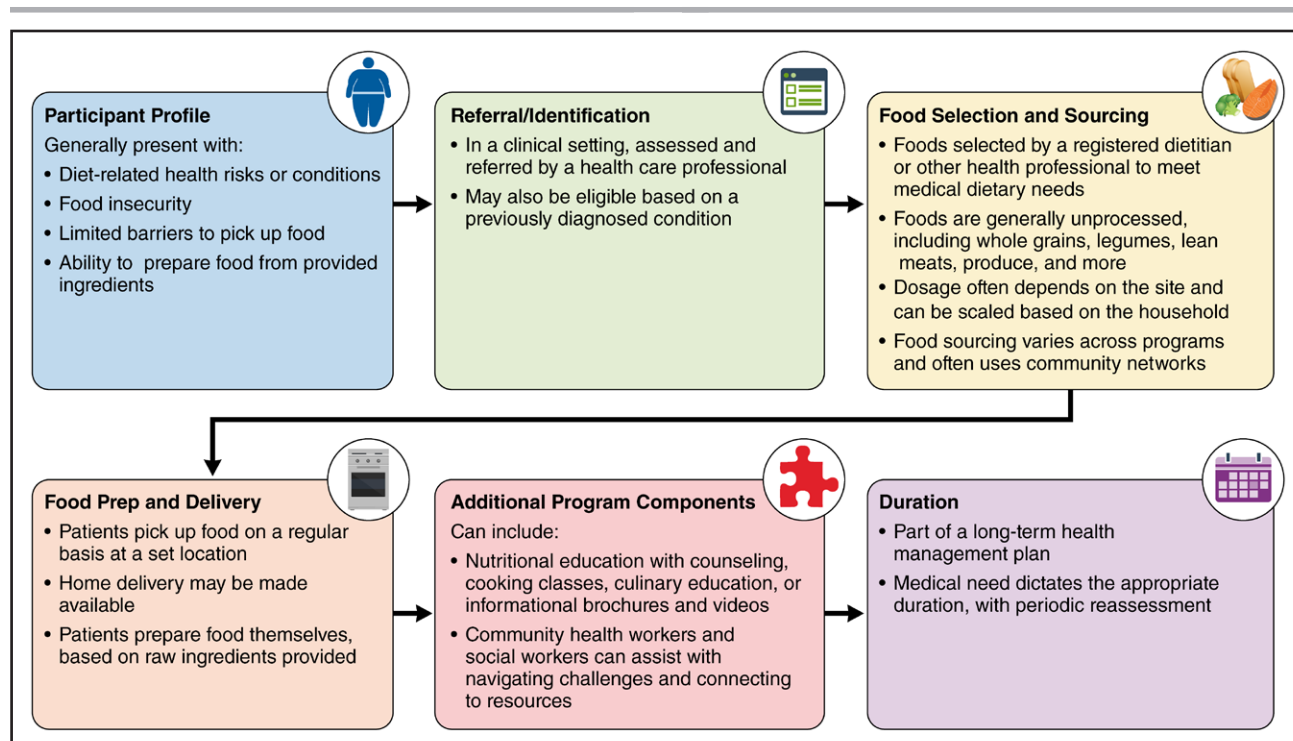 Participant Profile
Generally present with:
• Diet-related health risks or conditions
• Food insecurity
• Limited barriers to pick up food
• Ability to prepare food from provided
ingredients
Referral/Identification
• In a clinical setting, assessed and
referred by a health care professional
• May also be eligible based on a
previously diagnosed condition
Food Selection and Sourcing
• Foods selected by a registered dietitian
or other health professional to meet
medical dietary needs
• Foods are generally unprocessed,
including whole grains, legumes, lean
meats, produce, and more
• Dosage often depends on the site and
can be scaled based on the household
• Food sourcing varies across programs
and often uses community networks
Food Prep and Delivery
• Patients pick up food on a regular
basis at a set location
• Home delivery may be made
available
• Patients prepare food themselves,
based on raw ingredients provided
Additional Program Components
Can include:
• Nutritional education with counseling,
cooking classes, culinary education, or
informational brochures and videos
• Community health workers and
social workers can assist with
navigating challenges and connecting
to resources
Duration
• Part of a long-term health
management plan
• Medical need dictates the appropriate
duration, with periodic reassessment